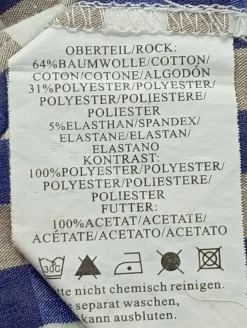 OBERTEIL/ROCK:
64%BAUMWOLLE/COTTON/
COTON/COTONE/ALGODÓN
31%POLYESTER/POLYESTER/
POLYESTER/POLIESTERE/
POLIESTER
5%ELASTHAN/SPANDEX/
ELASTANE/ELASTAN/
ELASTANO
KONTRAST:
100%POLYESTER/POLYESTER/
POLYESTER/POLIESTERE/
POLIESTER
FUTTER:
100%ACETAT/ACETATE/
ACÉTATE/ACETATO/ACETATO
30C
nicht chemisch reinigen.
separat waschen,
kann ausbluten.